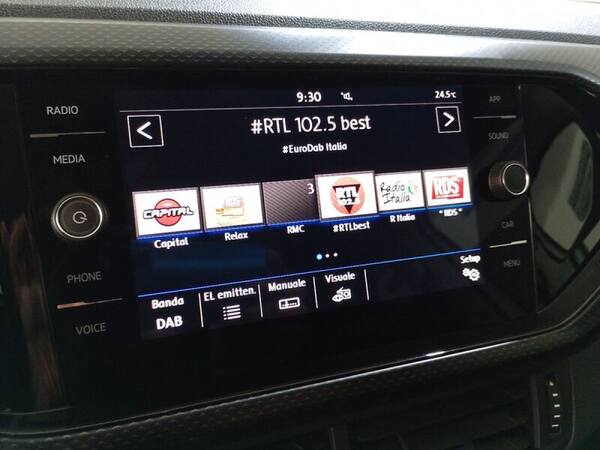 RADIO
MEDIA
PHONE
VOICE
9:30
24.5°C
#RTL 102.5 best
#EuroDab Italia
CAPITAL
RDS
3
RTL
102.5
Radio
Italia
RDS
Capital
Relax
RMC
#RTLbest
R Italia
*RDS*
Banda
DAB
El. emitten.
Manuale
Visuale
Setup
APP
SOUND
CAR
MENU